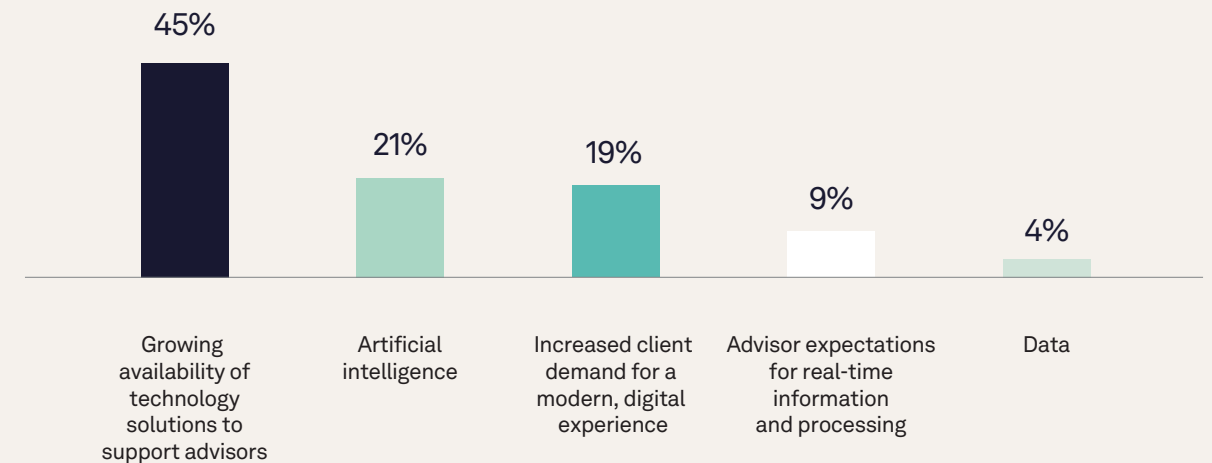 45%
21%
19%
9%
4%
Growing
availability of
technology
solutions to
support advisors
Artificial
intelligence
Increased client
demand for a
modern, digital
experience
Advisor expectations
for real-time
information
and processing
Data